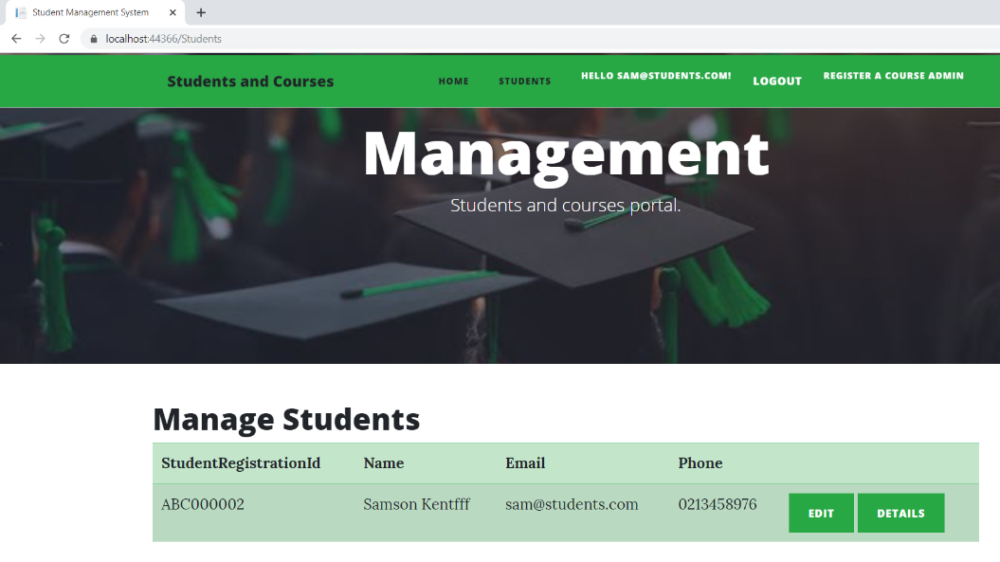 Student Management System
localhost:44366/Students
Students and Courses HOME STUDENTS HELLO SAM@STUDENTS.COM! LOGOUT REGISTER A COURSE ADMIN
Management
Students and courses portal.
Manage Students
StudentRegistrationId Name Email Phone
ABC000002 Samson Kentffff sam@students.com 0213458976 EDIT DETAILS